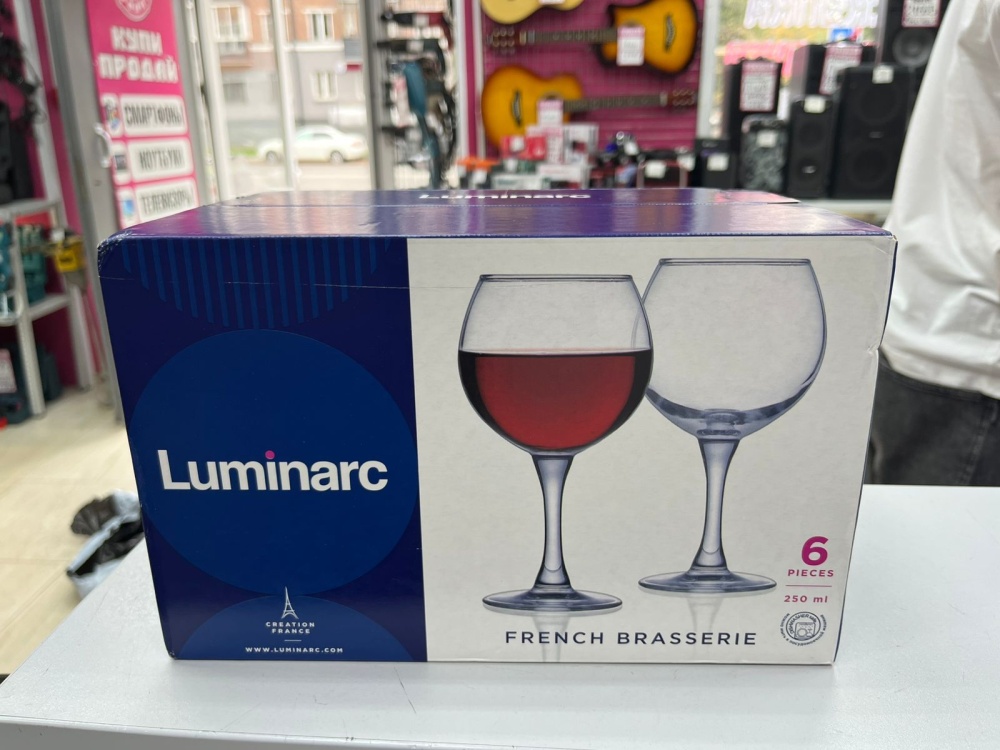 КУПИ
ПРОДАЙ
СМАРТФОНЫ
НОУТБУКИ
ТЕЛЕВИЗОРЫ
Luminarc
Luminarc
CREATION
FRANCE
WWW.LUMINARC.COM
6
PIECES
250 ml
FRENCH BRASSERIE